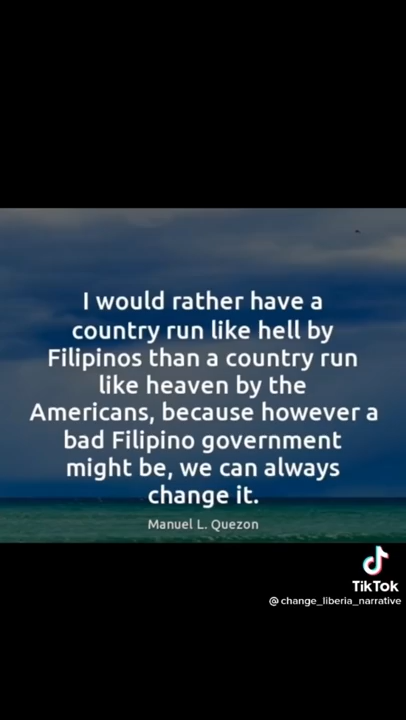 I would rather have a
country run like hell by
Filipinos than a country run
like heaven by the
Americans, because however a
bad Filipino government
might be, we can always
change it.
Manuel L. Quezon
TikTok
@change_liberia_narrative